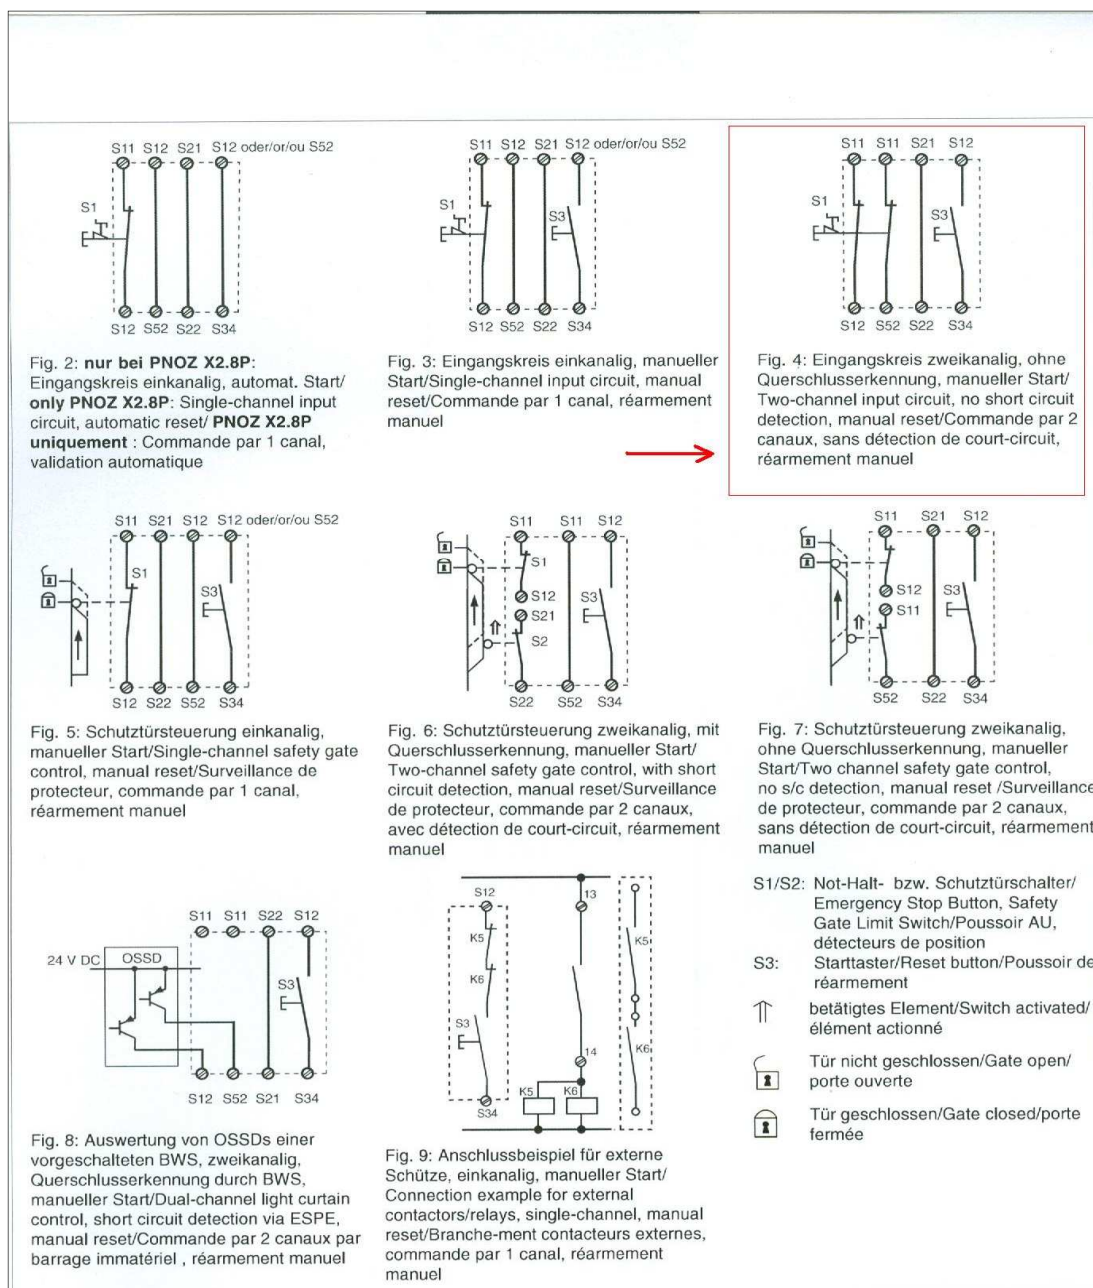 S11 S12 S21 S12 oder/or/ou S52
S1
S12 S52 S22 S34
Fig. 2: nur bei PNOZ X2.8P:
Eingangskreis einkanalig, automat. Start/
only PNOZ X2.8P: Single-channel input
circuit, automatic reset/ PNOZ X2.8P
uniquement : Commande par 1 canal,
validation automatique
S11 S12 S21 S12 oder/or/ou S52
S1
S3
S12 S52 S22 S34
Fig. 3: Eingangskreis einkanalig, manueller
Start/Single-channel input circuit, manual
reset/Commande par 1 canal, réarmement
manuel
S11 S11 S21 S12
S1
S3
S12 S52 S22 S34
Fig. 4: Eingangskreis zweikanalig, ohne
Querschlusserkennung, manueller Start/
Two-channel input circuit, no short circuit
detection, manual reset/Commande par 2
canaux, sans détection de court-circuit,
réarmement manuel
S11 S21 S12 S12 oder/or/ou S52
S1
S3
S12 S22 S52 S34
Fig. 5: Schutztürsteuerung einkanalig,
manueller Start/Single-channel safety gate
control, manual reset/Surveillance de
protecteur, commande par 1 canal,
réarmement manuel
S11 S11 S12
S1
S12
S3
S21
S2
S22 S52 S34
Fig. 6: Schutztürsteuerung zweikanalig, mit
Querschlusserkennung, manueller Start/
Two-channel safety gate control, with short
circuit detection, manual reset/Surveillance
de protecteur, commande par 2 canaux,
avec détection de court-circuit, réarmement
manuel
S11 S21 S12
S12
S3
S11
S52 S22 S34
Fig. 7: Schutztürsteuerung zweikanalig,
ohne Querschlusserkennung, manueller
Start/Two channel safety gate control,
no s/c detection, manual reset /Surveillance
de protecteur, commande par 2 canaux,
sans détection de court-circuit, réarmement
manuel
S11 S11 S22 S12
24 V DC OSSD
S3
S12 S52 S21 S34
Fig. 8: Auswertung von OSSDs einer
vorgeschalteten BWS, zweikanalig,
Querschlusserkennung durch BWS,
manueller Start/Dual-channel light curtain
control, short circuit detection via ESPE,
manual reset/Commande par 2 canaux par
barrage immatériel , réarmement manuel
S12
13
K5
K5
K6
S3
14
K6
K5 K6
S34
Fig. 9: Anschlussbeispiel für externe
Schütze, einkanalig, manueller Start/
Connection example for external
contactors/relays, single-channel, manual
reset/Branche-ment contacteurs externes,
commande par 1 canal, réarmement
manuel
S1/S2: Not-Halt- bzw. Schutztürschalter/
Emergency Stop Button, Safety
Gate Limit Switch/Poussoir AU,
détecteurs de position
S3: Starttaster/Reset button/Poussoir de
réarmement
betätigtes Element/Switch activated/
élément actionné
Tür nicht geschlossen/Gate open/
porte ouverte
Tür geschlossen/Gate closed/porte
fermée